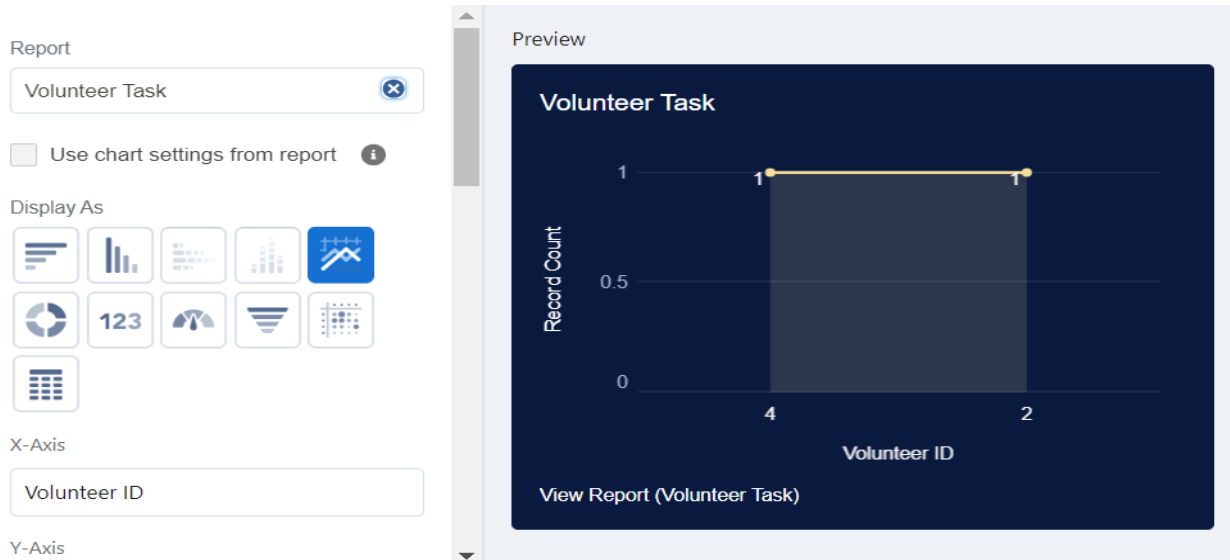 Report
Volunteer Task
Use chart settings from report
Display As
123
X-Axis
Volunteer ID
Y-Axis
Preview
Volunteer Task
1
1
1
Record Count
0.5
0
4
2
Volunteer ID
View Report (Volunteer Task)